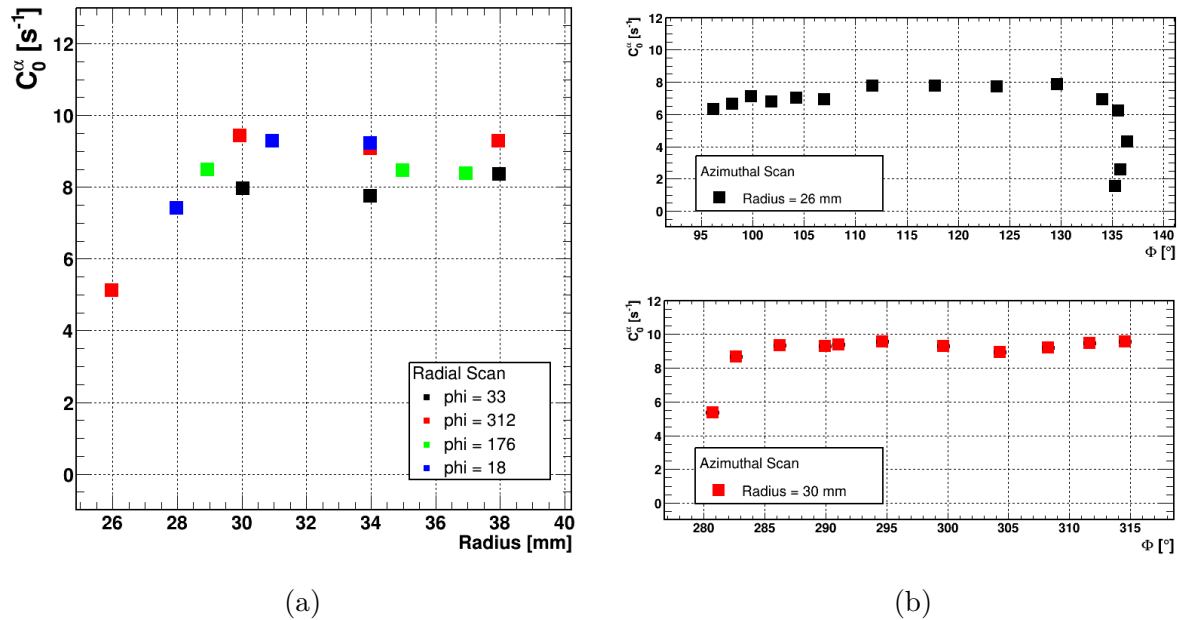 C₀^α [s⁻¹]
12
10
8
6
4
2
0
26 28 30 32 34 36 38 40
Radius [mm]
Radial Scan
phi = 33
phi = 312
phi = 176
phi = 18
(a)
C₀^α [s⁻¹]
12
10
8
6
4
2
0
Azimuthal Scan
Radius = 26 mm
95 100 105 110 115 120 125 130 135 140
Φ [°]
C₀^α [s⁻¹]
12
10
8
6
4
2
0
Azimuthal Scan
Radius = 30 mm
280 285 290 295 300 305 310 315
Φ [°]
(b)